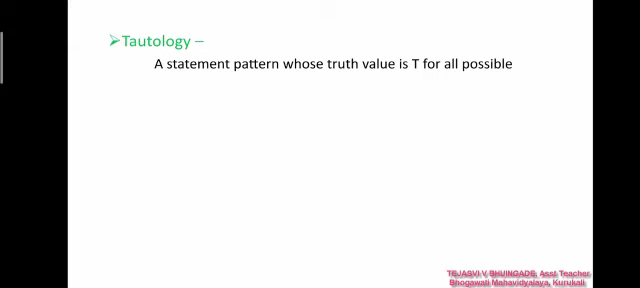 ➢Tautology –
A statement pattern whose truth value is T for all possible
TEJASVI V BHUINGADE, Asst Teacher
Bhogawati Mahavidyalaya, Kurukali